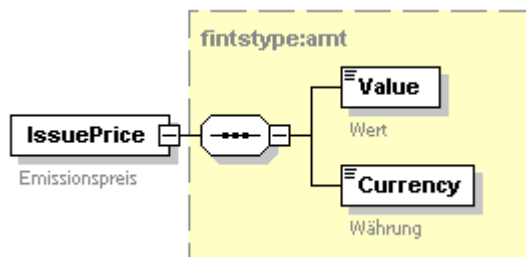 fintstype:amt
Value
Wert
IssuePrice
Emissionspreis
Currency
Währung